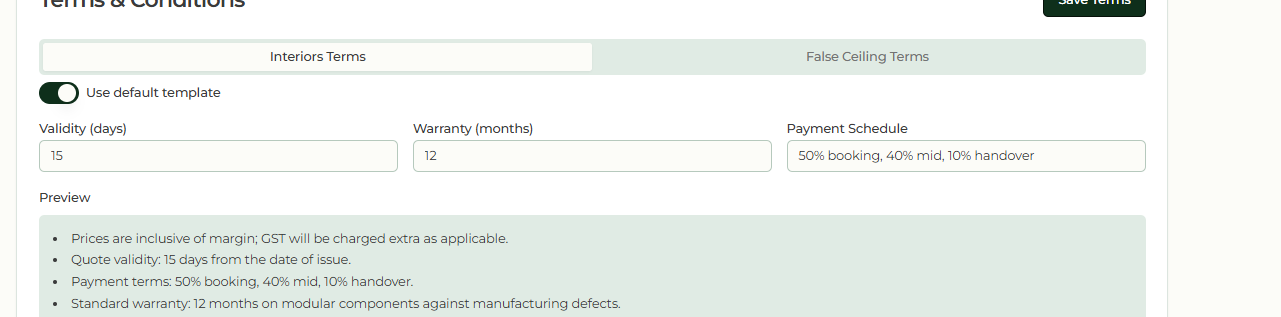 Terms & Conditions
Save Terms
Interiors Terms
False Ceiling Terms
Use default template
Validity (days)
Warranty (months)
Payment Schedule
15
12
50% booking, 40% mid, 10% handover
Preview
• Prices are inclusive of margin; GST will be charged extra as applicable.
• Quote validity: 15 days from the date of issue.
• Payment terms: 50% booking, 40% mid, 10% handover.
• Standard warranty: 12 months on modular components against manufacturing defects.